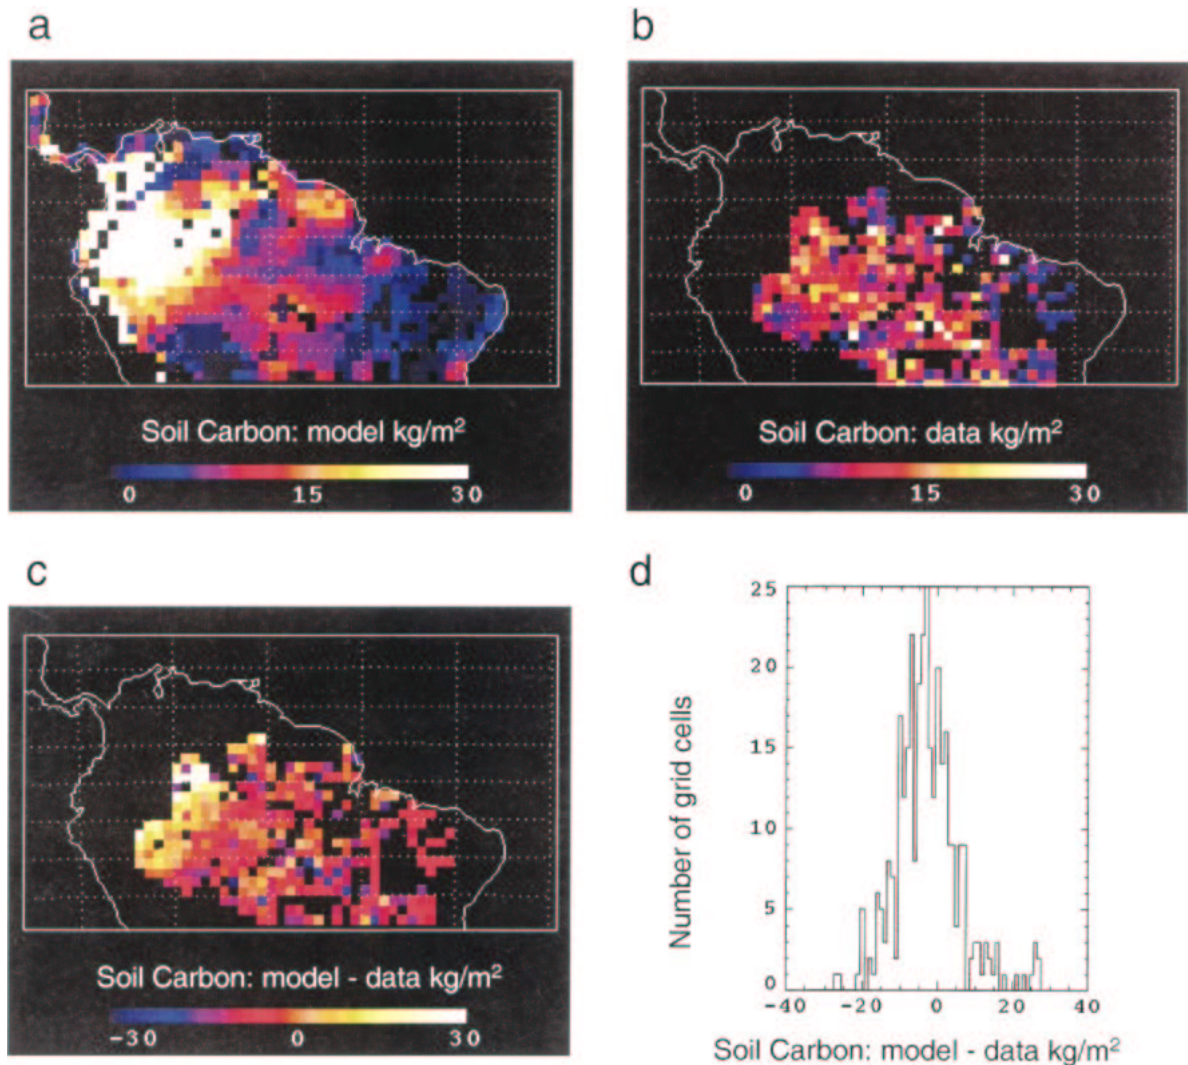 a
b
Soil Carbon: model kg/m²
0 15 30
Soil Carbon: data kg/m²
0 15 30
c
d
Soil Carbon: model - data kg/m²
-30 0 30
Number of grid cells
25
20
15
10
5
0
-40 -20 0 20 40
Soil Carbon: model - data kg/m²